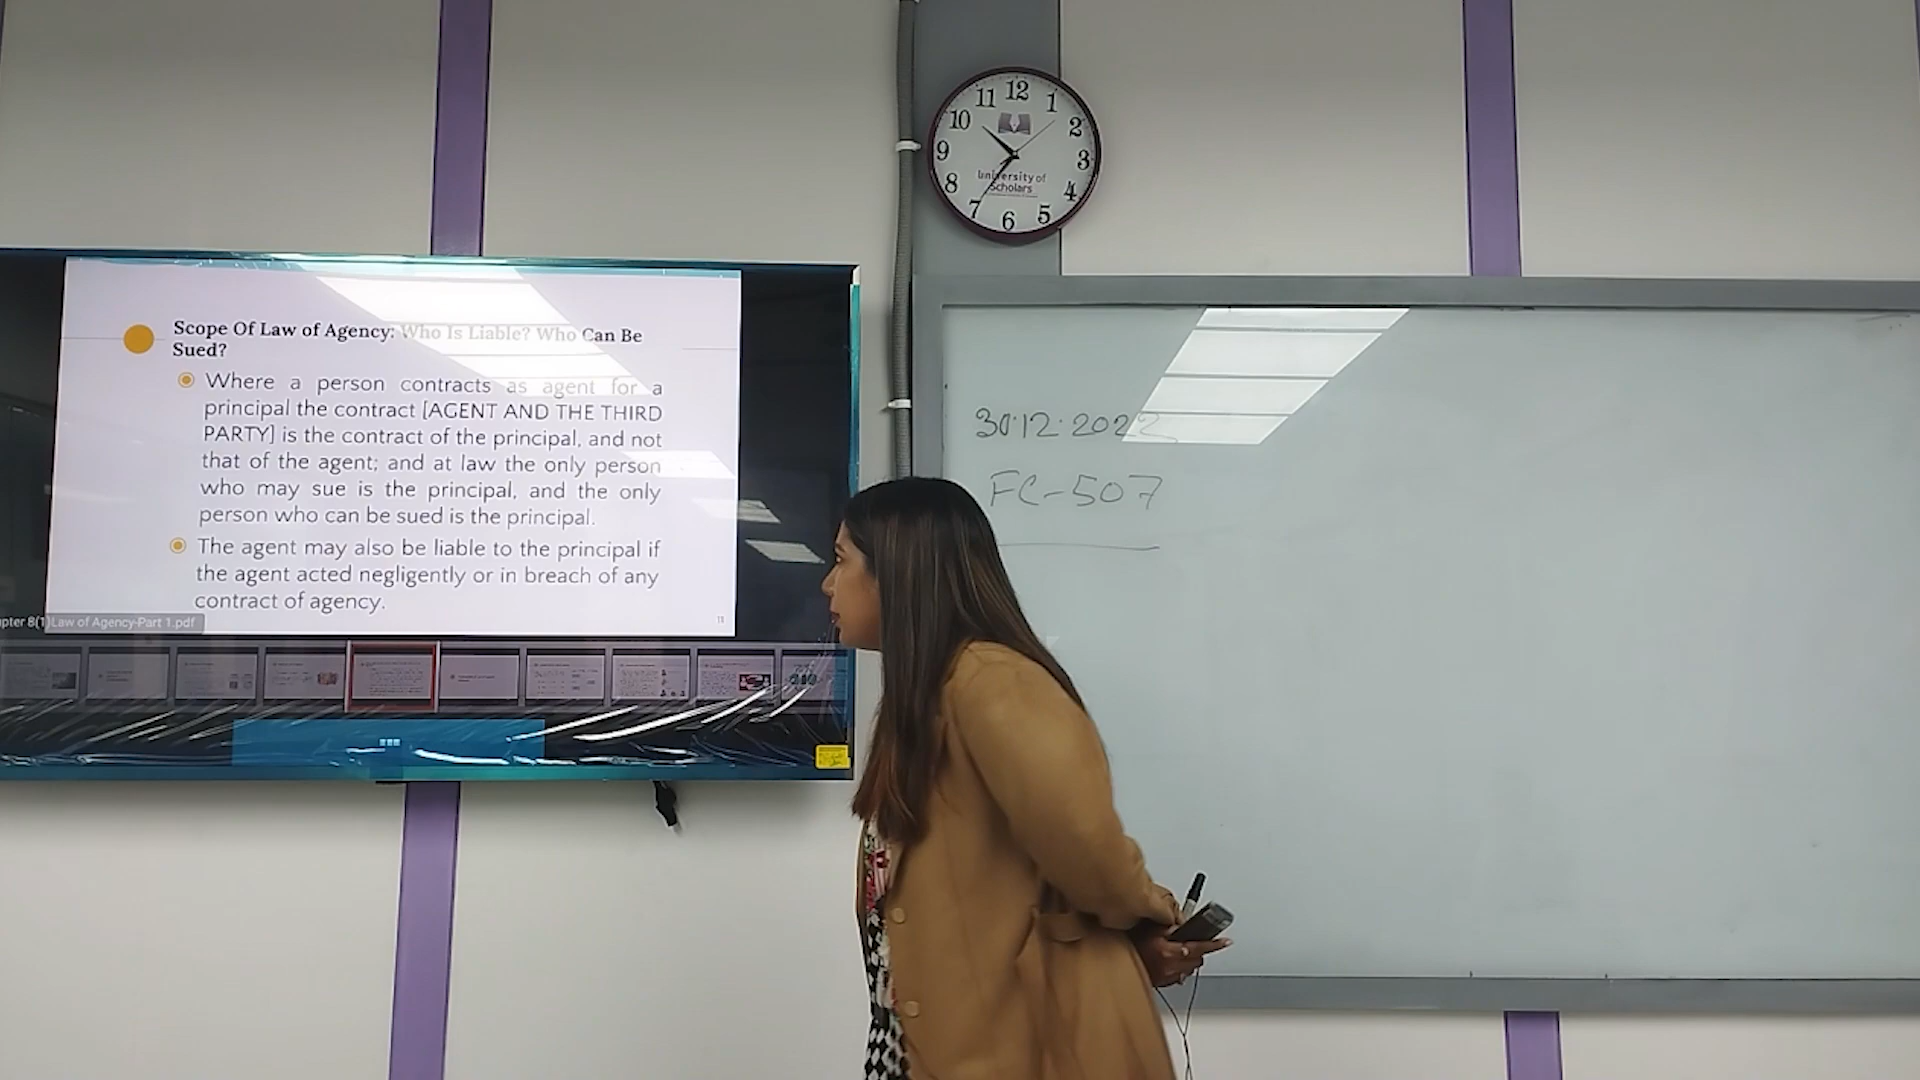 12
1
2
3
4
5
6
7
8
9
10
11
University of
Scholars
Scope Of Law of Agency: Who Is Liable? Who Can Be
Sued?
Where a person contracts as agent for a
principal the contract [AGENT AND THE THIRD
PARTY] is the contract of the principal, and not
that of the agent; and at law the only person
who may sue is the principal, and the only
person who can be sued is the principal.
The agent may also be liable to the principal if
the agent acted negligently or in breach of any
contract of agency.
pter 8(1)Law of Agency-Part 1.pdf
30.12.2022
FC-507